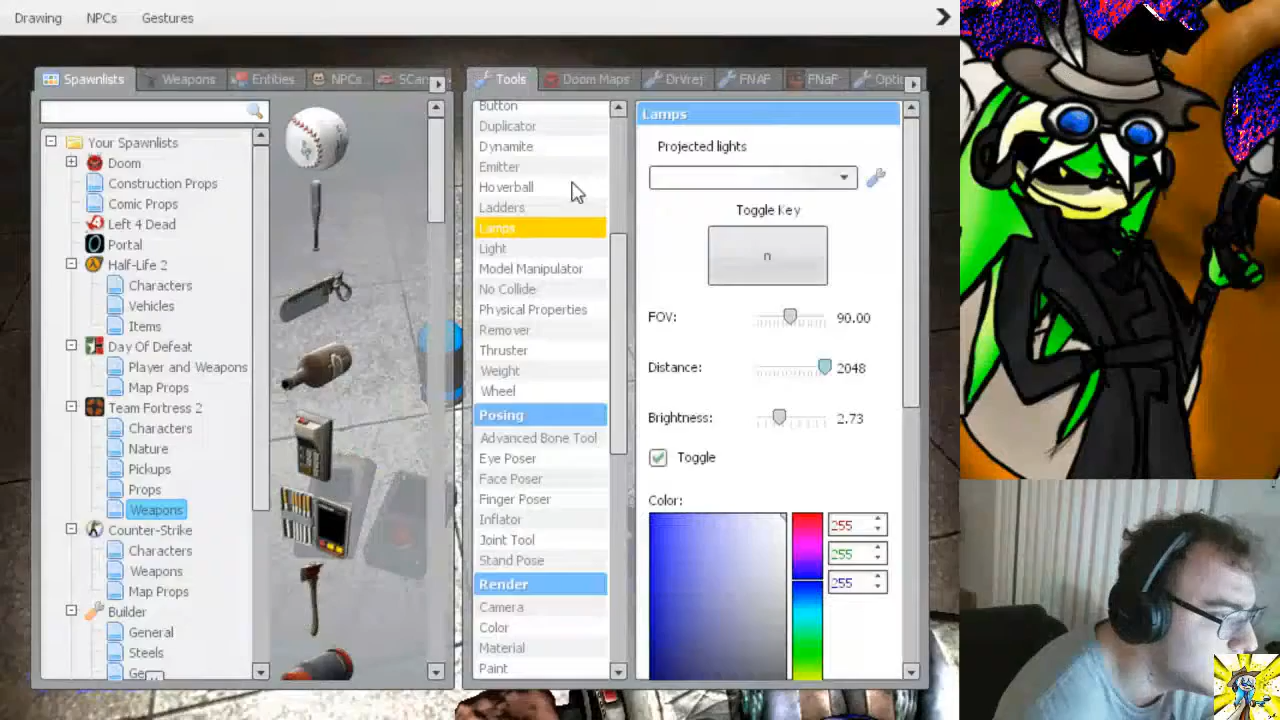 Drawing NPCs Gestures
Spawnlists Weapons Entities NPCs SCar
Your Spawnlists
Doom
Construction Props
Comic Props
Left 4 Dead
Portal
Half-Life 2
Characters
Vehicles
Items
Day Of Defeat
Player and Weapons
Map Props
Team Fortress 2
Characters
Nature
Pickups
Props
Weapons
Counter-Strike
Characters
Weapons
Map Props
Builder
General
Steels
Tools Doom Maps DrVrej FNAF FNaF Optio
Button
Duplicator
Dynamite
Emitter
Hoverball
Ladders
Lamps
Light
Model Manipulator
No Collide
Physical Properties
Remover
Thruster
Weight
Wheel
Posing
Advanced Bone Tool
Eye Poser
Face Poser
Finger Poser
Inflator
Joint Tool
Stand Pose
Render
Camera
Color
Material
Paint
Lamps
Projected lights
Toggle Key
n
FOV: 90.00
Distance: 2048
Brightness: 2.73
Toggle
Color:
255
255
255